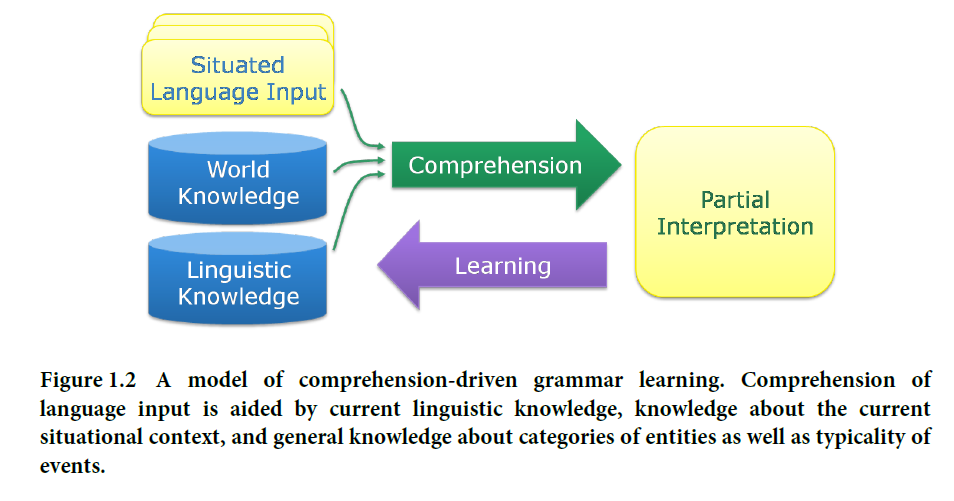 Situated
Language Input
World
Knowledge
Linguistic
Knowledge
Comprehension
Learning
Partial
Interpretation
Figure 1.2 A model of comprehension-driven grammar learning. Comprehension of
language input is aided by current linguistic knowledge, knowledge about the current
situational context, and general knowledge about categories of entities as well as typicality of
events.